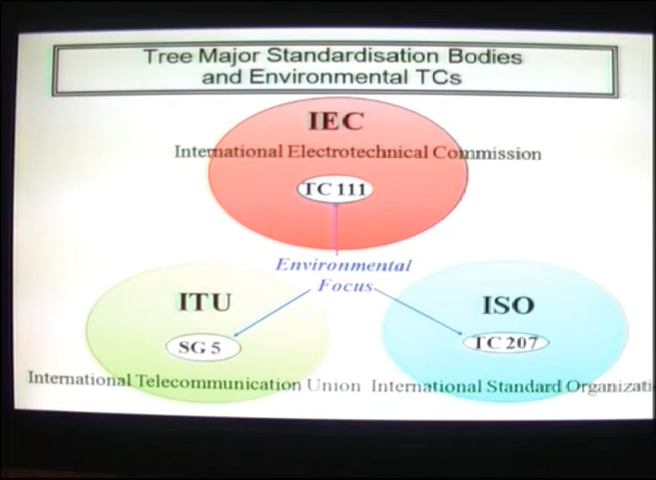 Tree Major Standardisation Bodies
and Environmental TCs
IEC
International Electrotechnical Commission
TC 111
Environmental
Focus
ITU
SG 5
International Telecommunication Union
ISO
TC 207
International Standard Organizati